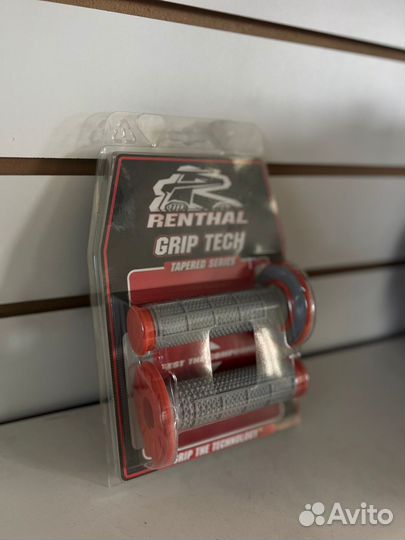 RENTHAL
GRIP TECH
TAPERED SERIES
GRIP THE TECHNOLOGY
Avito